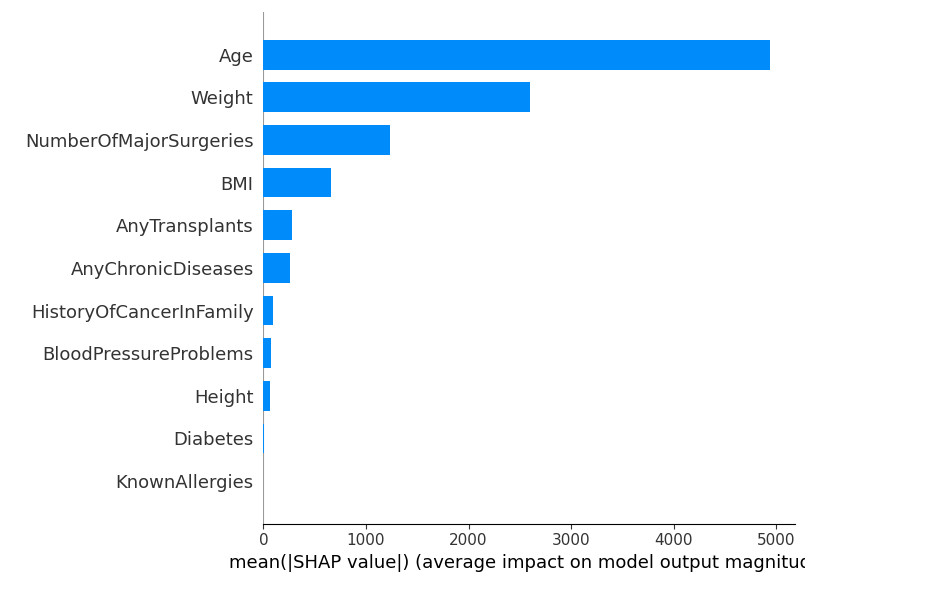 Age
Weight
NumberOfMajorSurgeries
BMI
AnyTransplants
AnyChronicDiseases
HistoryOfCancerInFamily
BloodPressureProblems
Height
Diabetes
KnownAllergies
0 1000 2000 3000 4000 5000
mean(|SHAP value|) (average impact on model output magnitu